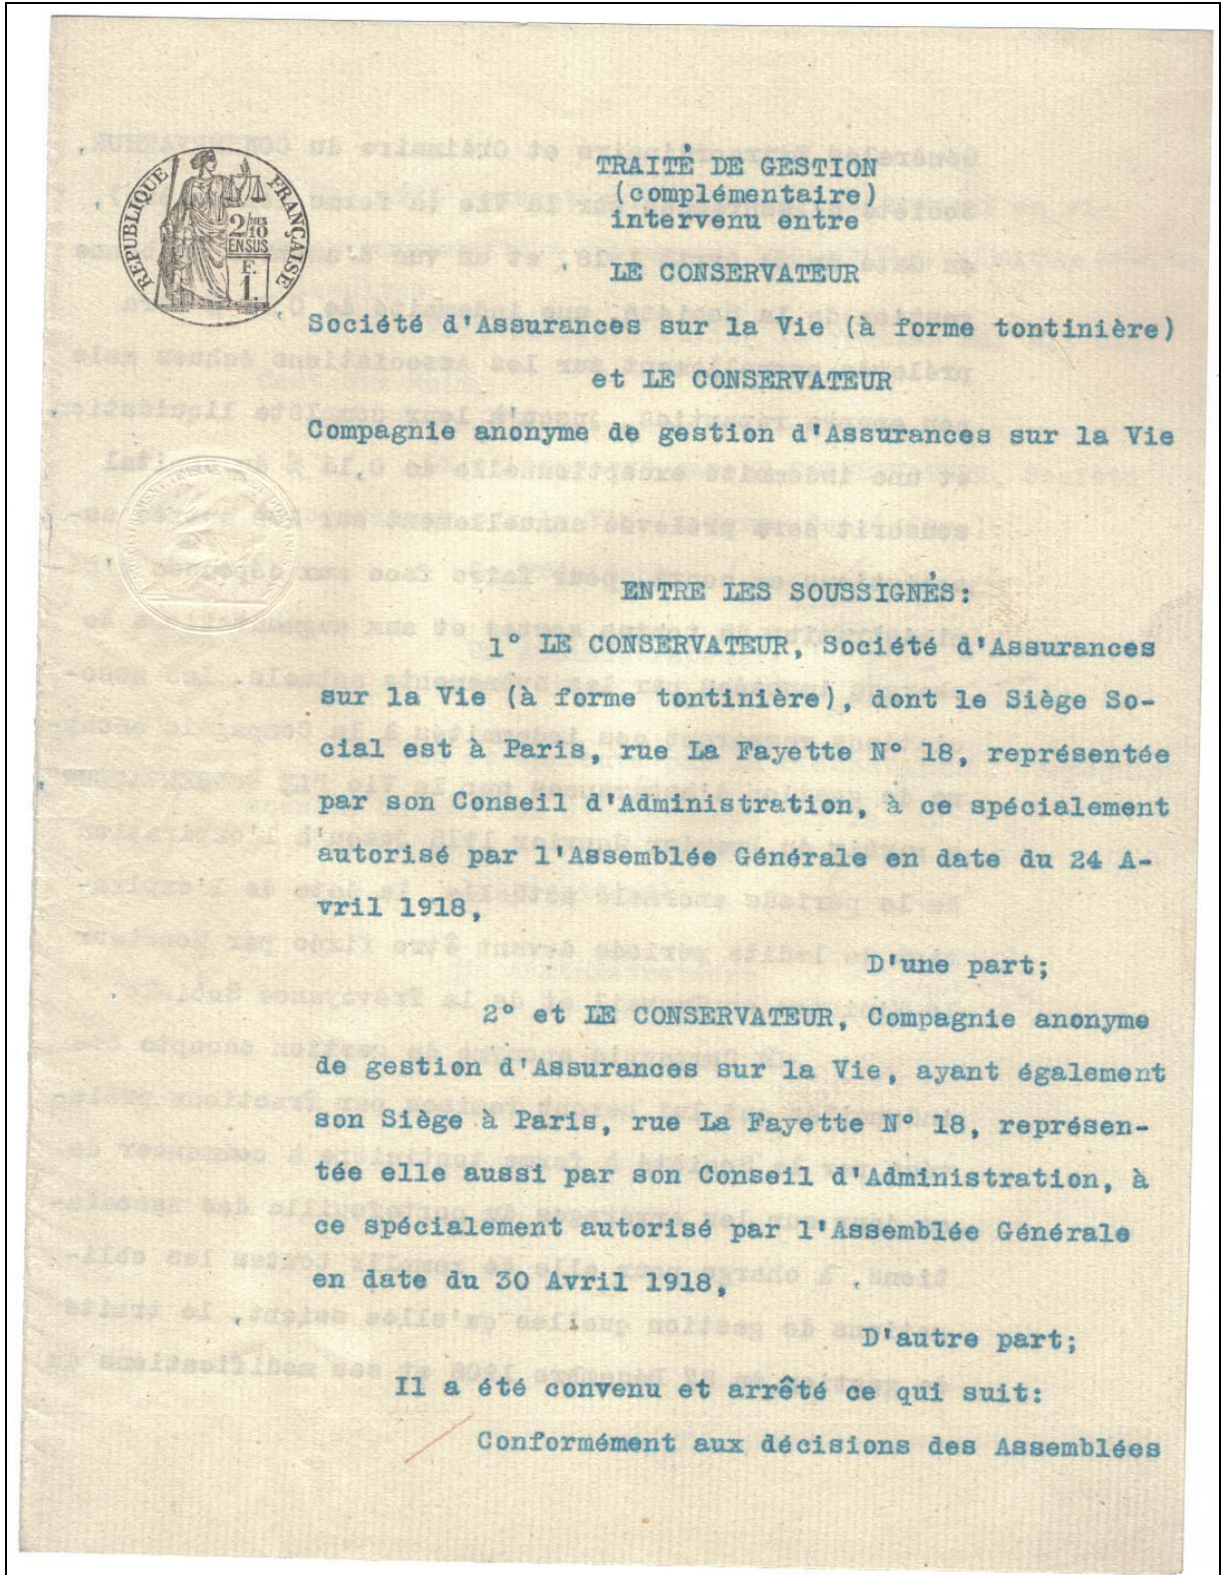 RÉPUBLIQUE FRANÇAISE
2/10 DES
EN SUS
F.
1.
TRAITÉ DE GESTION
(complémentaire)
intervenu entre
LE CONSERVATEUR
Société d'Assurances sur la Vie (à forme tontinière)
et LE CONSERVATEUR
Compagnie anonyme de gestion d'Assurances sur la Vie
ENTRE LES SOUSSIGNÉS:
1° LE CONSERVATEUR, Société d'Assurances
sur la Vie (à forme tontinière), dont le Siège So-
cial est à Paris, rue La Fayette N° 18, représentée
par son Conseil d'Administration, à ce spécialement
autorisé par l'Assemblée Générale en date du 24 A-
vril 1918,
D'une part;
2° et LE CONSERVATEUR, Compagnie anonyme
de gestion d'Assurances sur la Vie, ayant également
son Siège à Paris, rue La Fayette N° 18, représen-
tée elle aussi par son Conseil d'Administration, à
ce spécialement autorisé par l'Assemblée Générale
en date du 30 Avril 1918,
D'autre part;
Il a été convenu et arrêté ce qui suit:
Conformément aux décisions des Assemblées